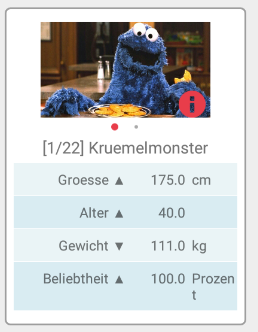 [1/22] Kruemelmonster
Groesse ▲ 175.0 cm
Alter ▲ 40.0
Gewicht ▼ 111.0 kg
Beliebtheit ▲ 100.0 Prozen
t